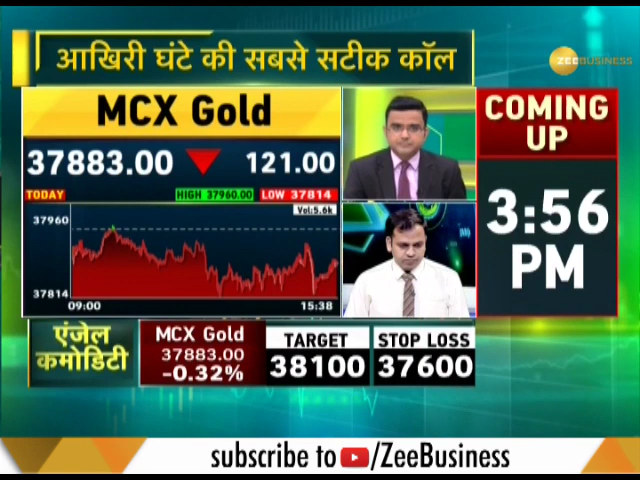 आखिरी घंटे की सबसे सटीक कॉल
ZEEBUSINESS
MCX Gold
37883.00 121.00
TODAY HIGH 37960.00 LOW 37814
Vol:5.6k
37960
37814
09:00 15:38
COMING
UP
3:56
PM
एंजेल
कमोडिटी
MCX Gold
37883.00
-0.32%
TARGET
38100
STOP LOSS
37600
subscribe to /ZeeBusiness